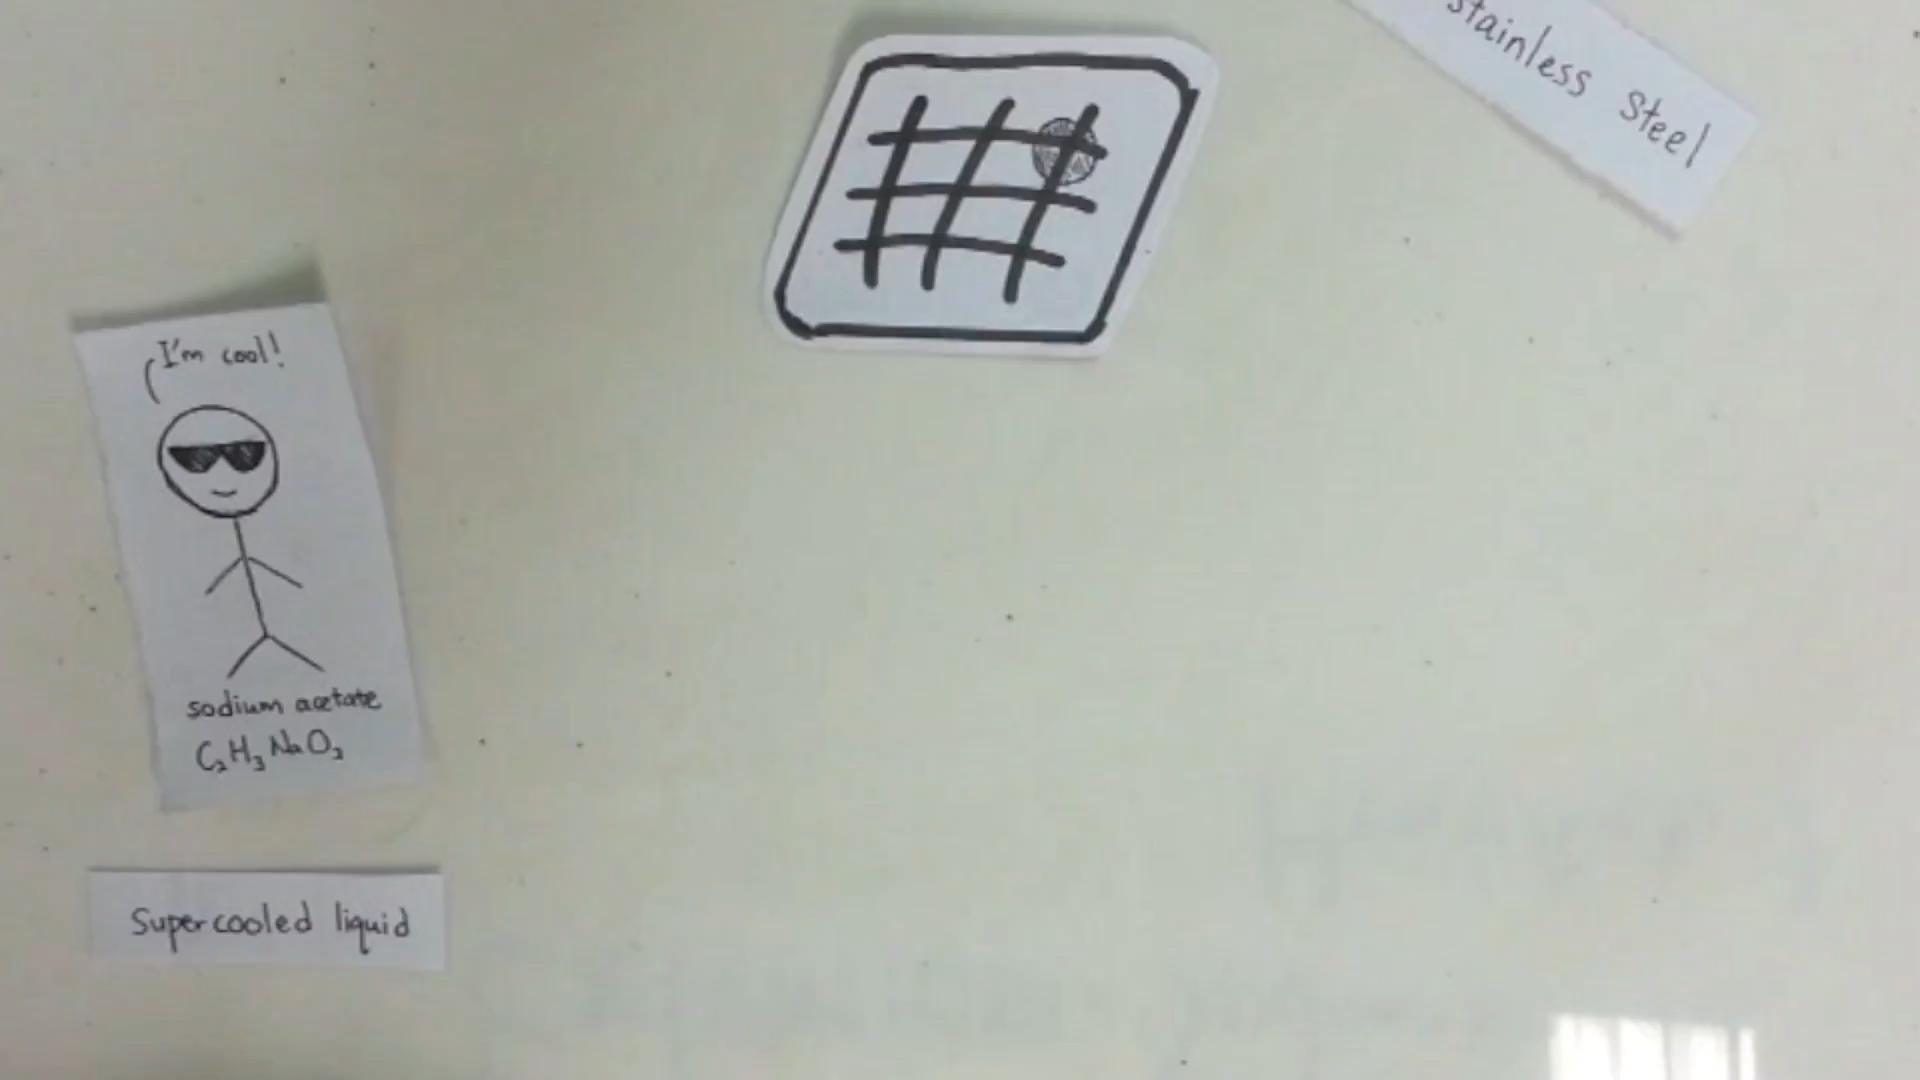 stainless steel
I'm cool!
sodium acetate
C₂H₃NaO₂
Supercooled liquid